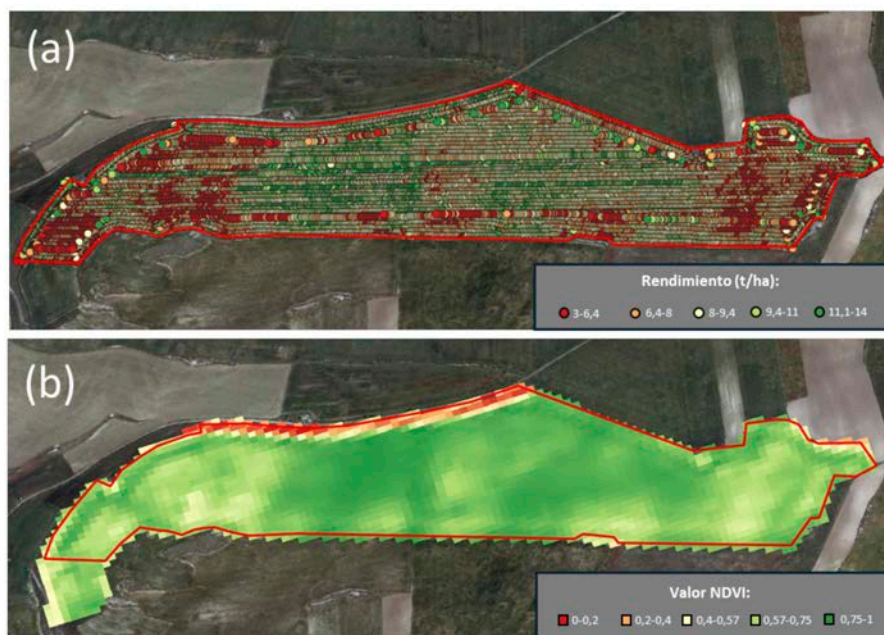 (a)
Rendimiento (t/ha):
3-6,4 6,4-8 8-9,4 9,4-11 11,1-14
(b)
Valor NDVI:
0-0,2 0,2-0,4 0,4-0,57 0,57-0,75 0,75-1